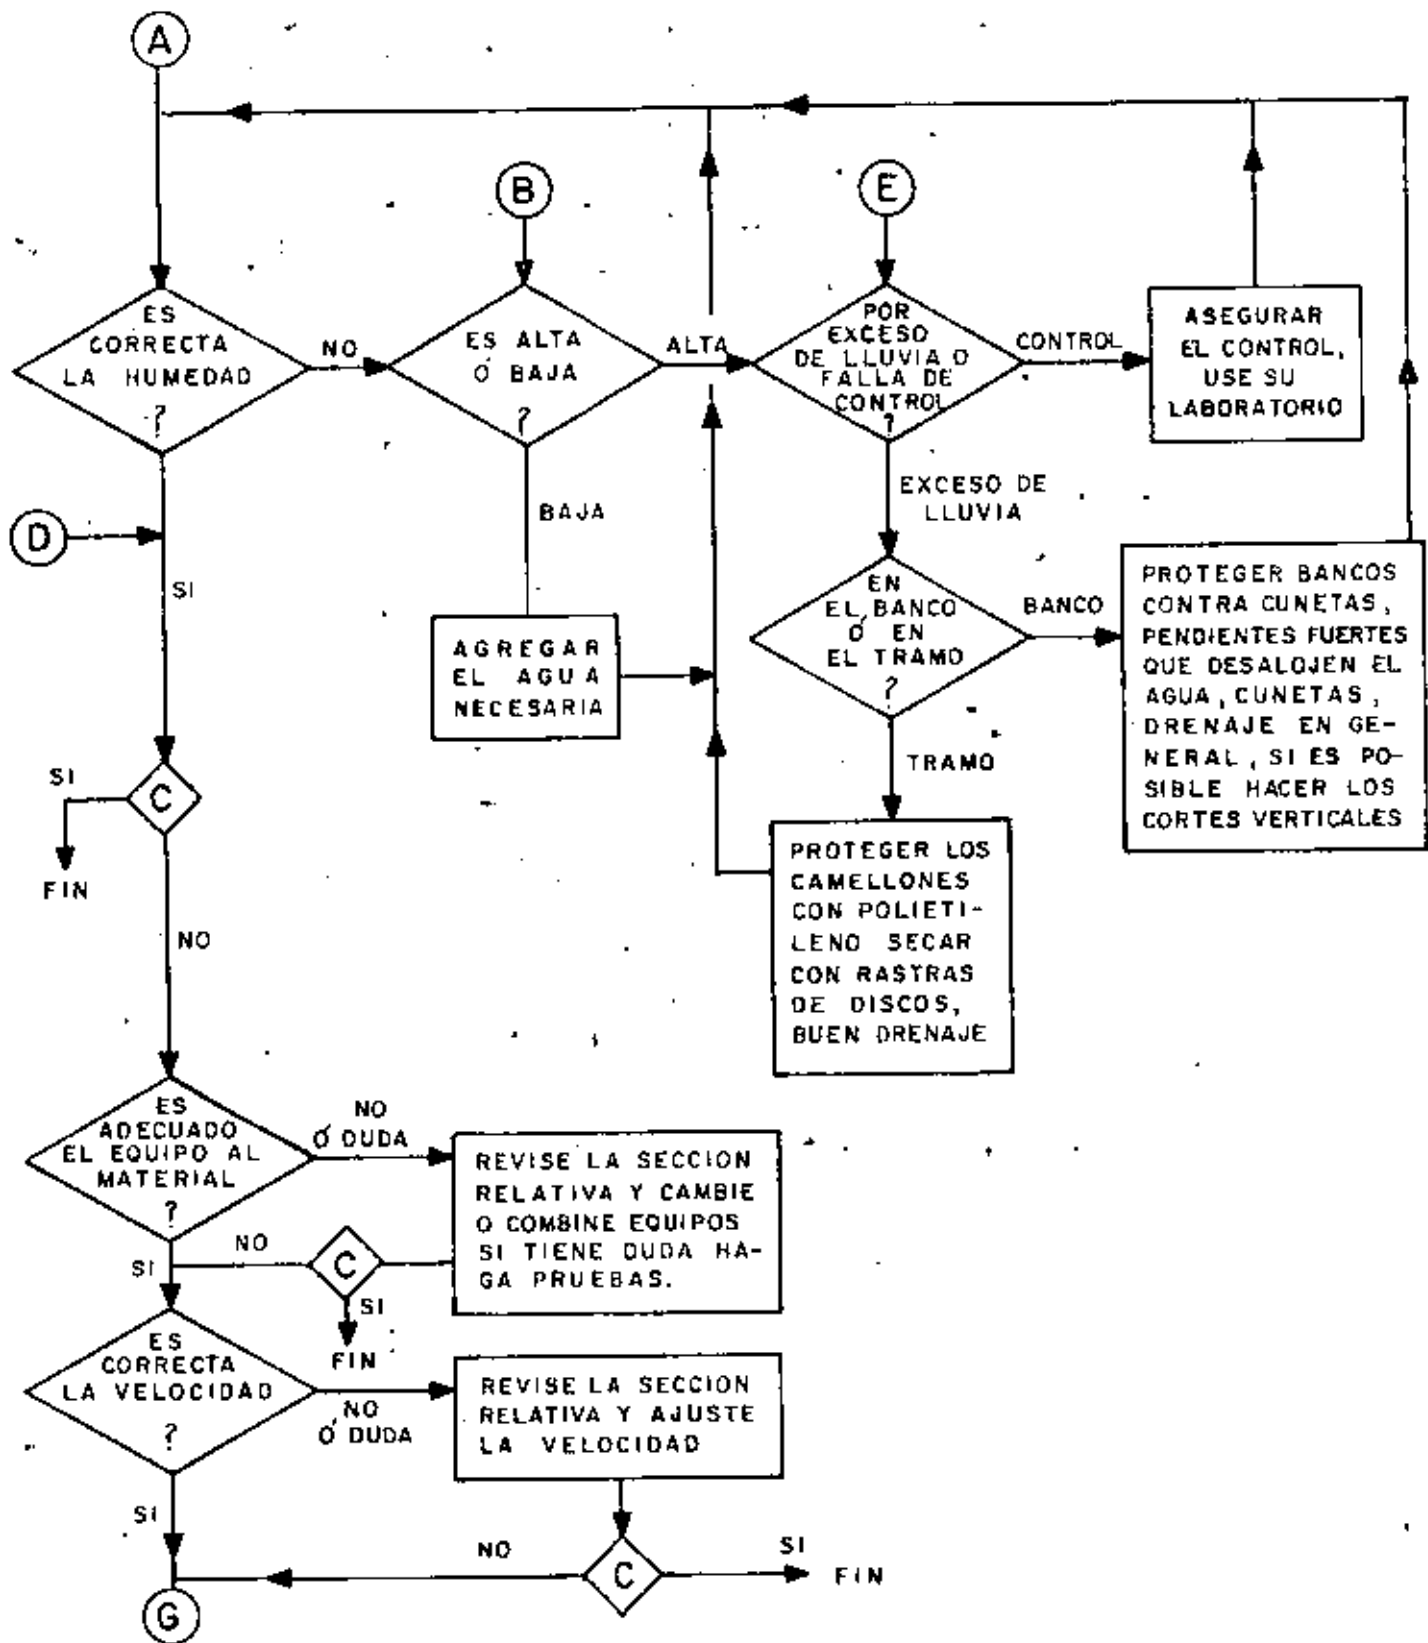 A
B
E
ES
CORRECTA
LA HUMEDAD
?
NO
ES ALTA
Ó BAJA
?
ALTA
POR
EXCESO
DE LLUVIA O
FALLA DE
CONTROL
?
CONTROL
ASEGURAR
EL CONTROL,
USE SU
LABORATORIO
D
SI
BAJA
EXCESO DE
LLUVIA
AGREGAR
EL AGUA
NECESARIA
EN
EL BANCO
Ó EN
EL TRAMO
?
BANCO
PROTEGER BANCOS
CONTRA CUNETAS,
PENDIENTES FUERTES
QUE DESALOJEN EL
AGUA, CUNETAS,
DRENAJE EN GE-
NERAL, SI ES PO-
SIBLE HACER LOS
CORTES VERTICALES
TRAMO
PROTEGER LOS
CAMELLONES
CON POLIETI-
LENO SECAR
CON RASTRAS
DE DISCOS,
BUEN DRENAJE
SI
C
FIN
NO
ES
ADECUADO
EL EQUIPO AL
MATERIAL
?
NO
Ó DUDA
REVISE LA SECCION
RELATIVA Y CAMBIE
O COMBINE EQUIPOS
SI TIENE DUDA HA-
GA PRUEBAS.
SI
NO
C
SI
FIN
ES
CORRECTA
LA VELOCIDAD
?
NO
Ó DUDA
REVISE LA SECCION
RELATIVA Y AJUSTE
LA VELOCIDAD
SI
NO
C
SI
FIN
G